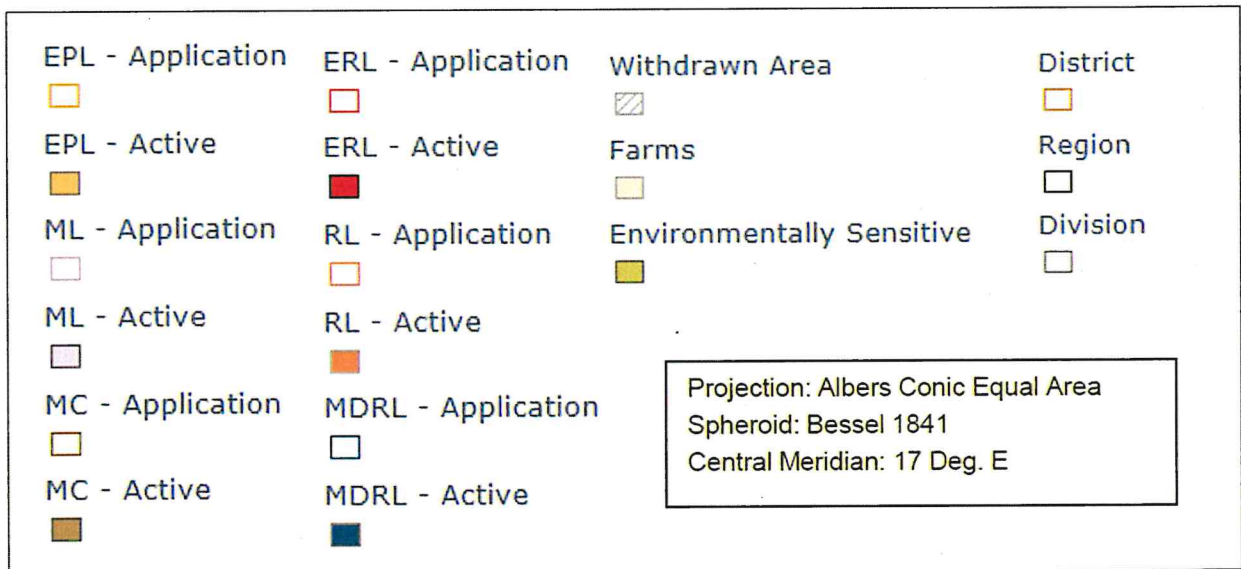 EPL - Application
EPL - Active
ML - Application
ML - Active
MC - Application
MC - Active
ERL - Application
ERL - Active
RL - Application
RL - Active
MDRL - Application
MDRL - Active
Withdrawn Area
Farms
Environmentally Sensitive
District
Region
Division
Projection: Albers Conic Equal Area
Spheroid: Bessel 1841
Central Meridian: 17 Deg. E